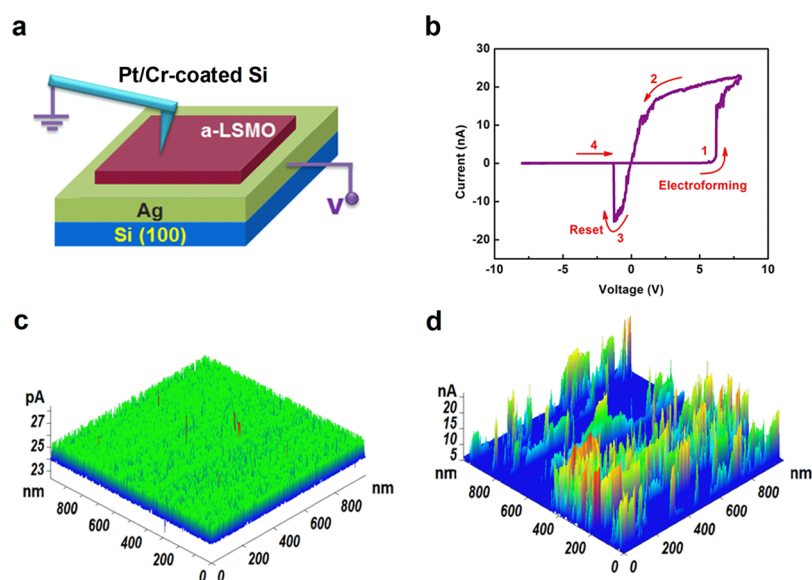 a
Pt/Cr-coated Si
a-LSMO
Ag
Si (100)
V
b
30
20
10
0
-10
-20
-10
-5
0
5
10
Current (nA)
Voltage (V)
1
2
3
4
Electroforming
Reset
c
pA
27
25
23
nm
800
600
400
200
0
0
200
400
600
800
nm
d
nA
25
20
15
10
5
nm
800
600
400
200
0
0
200
400
600
800
nm